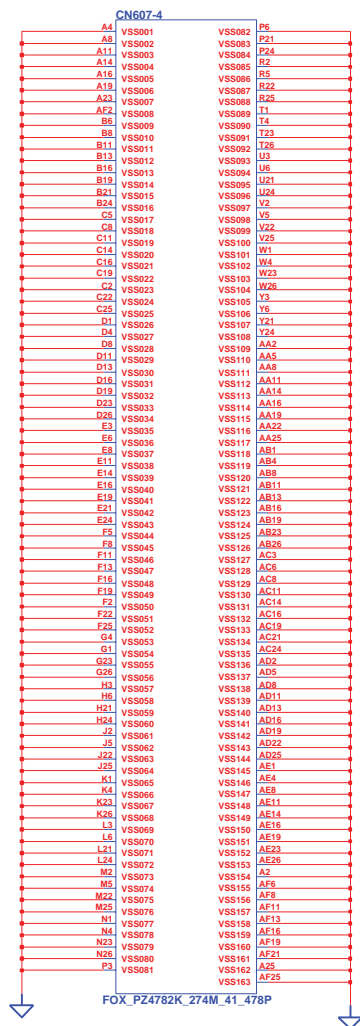 CN607-4
A4 VSS001 VSS082 P6
A8 VSS002 VSS083 P21
A11 VSS003 VSS084 P24
A14 VSS004 VSS085 R2
A16 VSS005 VSS086 R5
A19 VSS006 VSS087 R22
A23 VSS007 VSS088 R25
AF2 VSS008 VSS089 T1
B6 VSS009 VSS090 T4
B8 VSS010 VSS091 T23
B11 VSS011 VSS092 T26
B13 VSS012 VSS093 U3
B16 VSS013 VSS094 U6
B19 VSS014 VSS095 U21
B21 VSS015 VSS096 U24
B24 VSS016 VSS097 V2
C5 VSS017 VSS098 V5
C8 VSS018 VSS099 V22
C11 VSS019 VSS100 V25
C14 VSS020 VSS101 W1
C16 VSS021 VSS102 W4
C19 VSS022 VSS103 W23
C2 VSS023 VSS104 W26
C22 VSS024 VSS105 Y3
C25 VSS025 VSS106 Y6
D1 VSS026 VSS107 Y21
D4 VSS027 VSS108 Y24
D8 VSS028 VSS109 AA2
D11 VSS029 VSS110 AA5
D13 VSS030 VSS111 AA8
D16 VSS031 VSS112 AA11
D19 VSS032 VSS113 AA14
D23 VSS033 VSS114 AA16
D26 VSS034 VSS115 AA19
E3 VSS035 VSS116 AA22
E6 VSS036 VSS117 AA25
E8 VSS037 VSS118 AB1
E11 VSS038 VSS119 AB4
E14 VSS039 VSS120 AB8
E16 VSS040 VSS121 AB11
E19 VSS041 VSS122 AB13
E21 VSS042 VSS123 AB16
E24 VSS043 VSS124 AB19
F5 VSS044 VSS125 AB23
F8 VSS045 VSS126 AB26
F11 VSS046 VSS127 AC3
F13 VSS047 VSS128 AC6
F16 VSS048 VSS129 AC8
F19 VSS049 VSS130 AC11
F2 VSS050 VSS131 AC14
F22 VSS051 VSS132 AC16
F25 VSS052 VSS133 AC19
G4 VSS053 VSS134 AC21
G1 VSS054 VSS135 AC24
G23 VSS055 VSS136 AD2
G26 VSS056 VSS137 AD5
H3 VSS057 VSS138 AD8
H6 VSS058 VSS139 AD11
H21 VSS059 VSS140 AD13
H24 VSS060 VSS141 AD16
J2 VSS061 VSS142 AD19
J5 VSS062 VSS143 AD22
J22 VSS063 VSS144 AD25
J25 VSS064 VSS145 AE1
K1 VSS065 VSS146 AE4
K4 VSS066 VSS147 AE8
K23 VSS067 VSS148 AE11
K26 VSS068 VSS149 AE14
L3 VSS069 VSS150 AE16
L6 VSS070 VSS151 AE19
L21 VSS071 VSS152 AE23
L24 VSS072 VSS153 AE26
M2 VSS073 VSS154 A2
M5 VSS074 VSS155 AF6
M22 VSS075 VSS156 AF8
M25 VSS076 VSS157 AF11
N1 VSS077 VSS158 AF13
N4 VSS078 VSS159 AF16
N23 VSS079 VSS160 AF19
N26 VSS080 VSS161 AF21
P3 VSS081 VSS162 A25
VSS163 AF25
FOX_PZ4782K_274M_41_478P